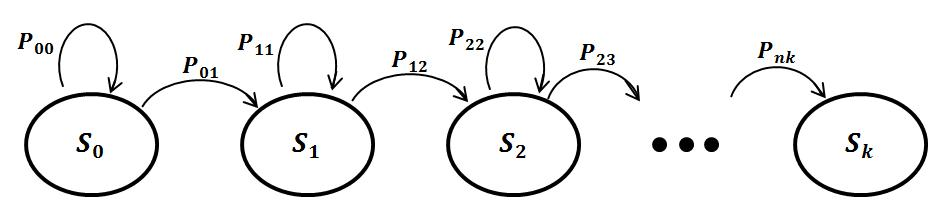 P₀₀ P₀₁ P₁₁ P₁₂ P₂₂ P₂₃ Pₙₖ
S₀ S₁ S₂ ••• Sₖ